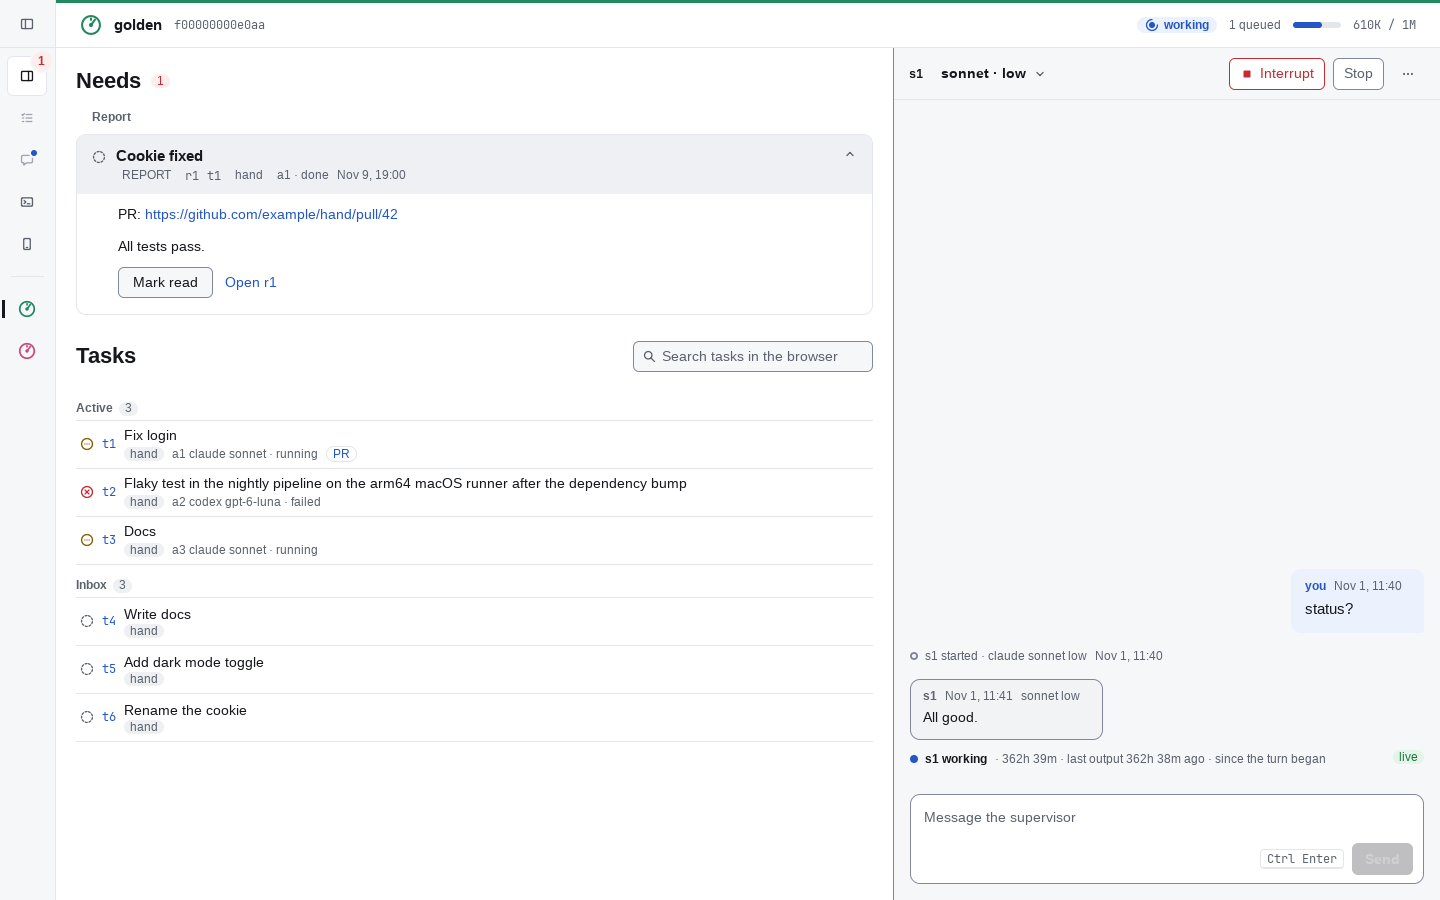 golden f00000000e0aa
working 1 queued 610K / 1M
1
Needs 1
Report
Cookie fixed
REPORT r1 t1 hand a1 · done Nov 9, 19:00
PR: https://github.com/example/hand/pull/42
All tests pass.
Mark read Open r1
Tasks
Search tasks in the browser
Active 3
t1 Fix login
hand a1 claude sonnet · running PR
t2 Flaky test in the nightly pipeline on the arm64 macOS runner after the dependency bump
hand a2 codex gpt-6-luna · failed
t3 Docs
hand a3 claude sonnet · running
Inbox 3
t4 Write docs
hand
t5 Add dark mode toggle
hand
t6 Rename the cookie
hand
s1 sonnet · low Interrupt Stop
you Nov 1, 11:40
status?
s1 started · claude sonnet low Nov 1, 11:40
s1 Nov 1, 11:41 sonnet low
All good.
s1 working · 362h 39m · last output 362h 38m ago · since the turn began live
Message the supervisor
Ctrl Enter Send